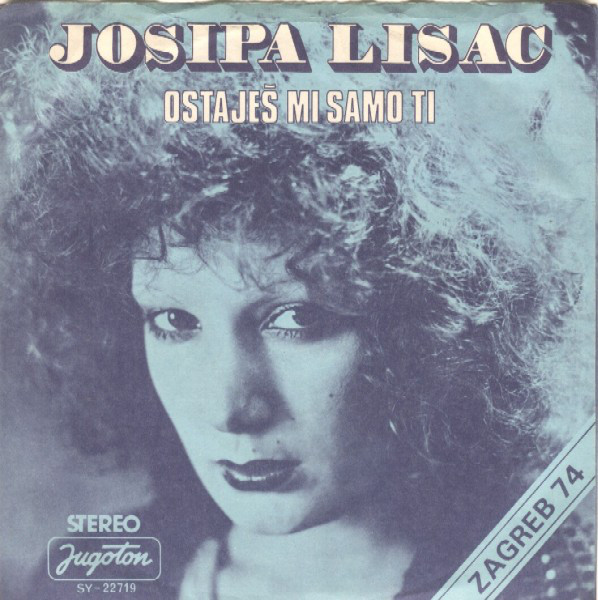 JOSIPA LISAC
OSTAJEŠ MI SAMO TI
STEREO
Jugoton
SY-22719
ZAGREB 74